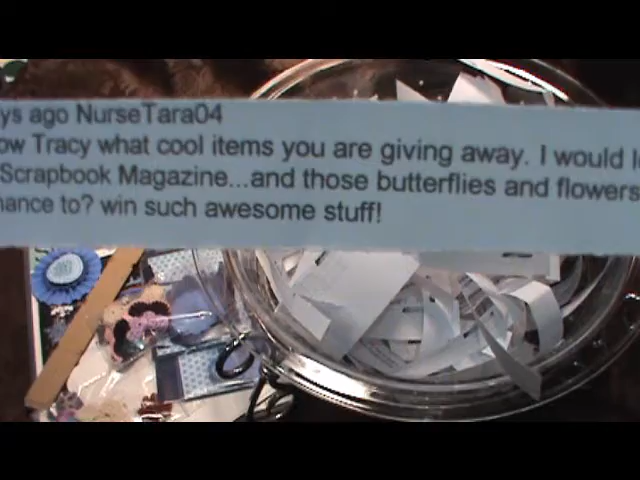 ys ago NurseTara04
ow Tracy what cool items you are giving away. I would l
Scrapbook Magazine...and those butterflies and flowers
hance to? win such awesome stuff!